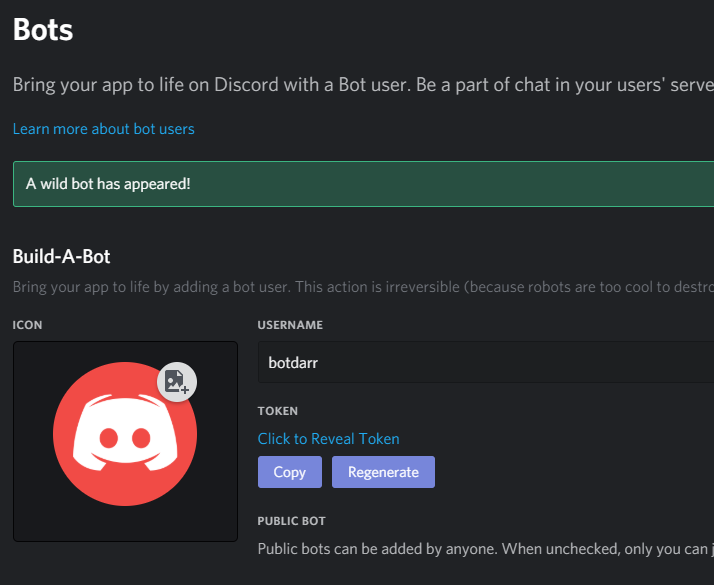 Bots
Bring your app to life on Discord with a Bot user. Be a part of chat in your users'
Learn more about bot users
A wild bot has appeared!
Build-A-Bot
Bring your app to life by adding a bot user. This action is irreversible (because robots are too cool to
ICON
USERNAME
botdarr
TOKEN
Click to Reveal Token
Copy
Regenerate
PUBLIC BOT
Public bots can be added by anyone. When unchecked, only you can